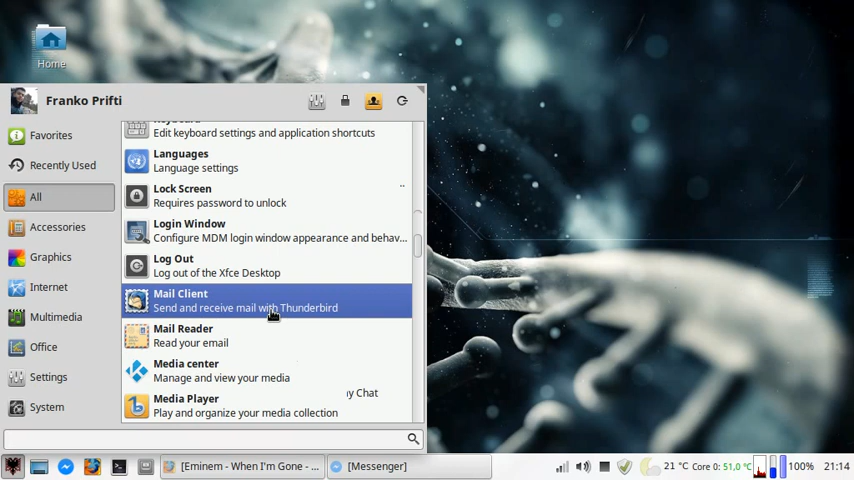 Home
Franko Prifti
Favorites
Recently Used
All
Accessories
Graphics
Internet
Multimedia
Office
Settings
System
Keyboard
Edit keyboard settings and application shortcuts
Languages
Language settings
Lock Screen
Requires password to unlock
Login Window
Configure MDM login window appearance and behav...
Log Out
Log out of the Xfce Desktop
Mail Client
Send and receive mail with Thunderbird
Mail Reader
Read your email
Media center
Manage and view your media
y Chat
Media Player
Play and organize your media collection
[Eminem - When I'm Gone - ...
[Messenger]
21 °C
Core 0: 51,0 °C
100%
21:14